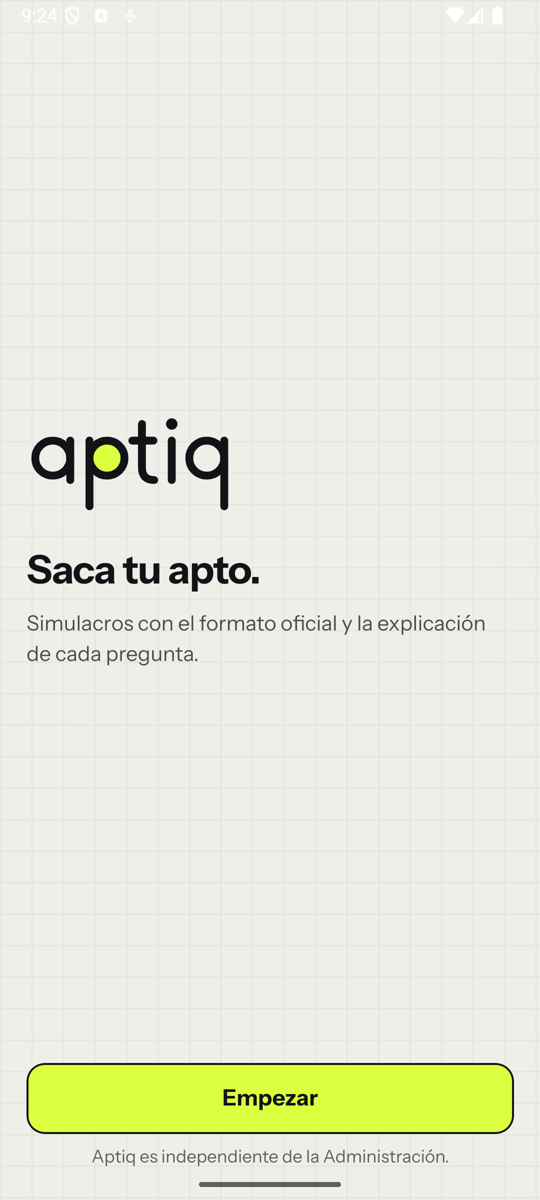 9:24
aptiq
Saca tu apto.
Simulacros con el formato oficial y la explicación
de cada pregunta.
Empezar
Aptiq es independiente de la Administración.